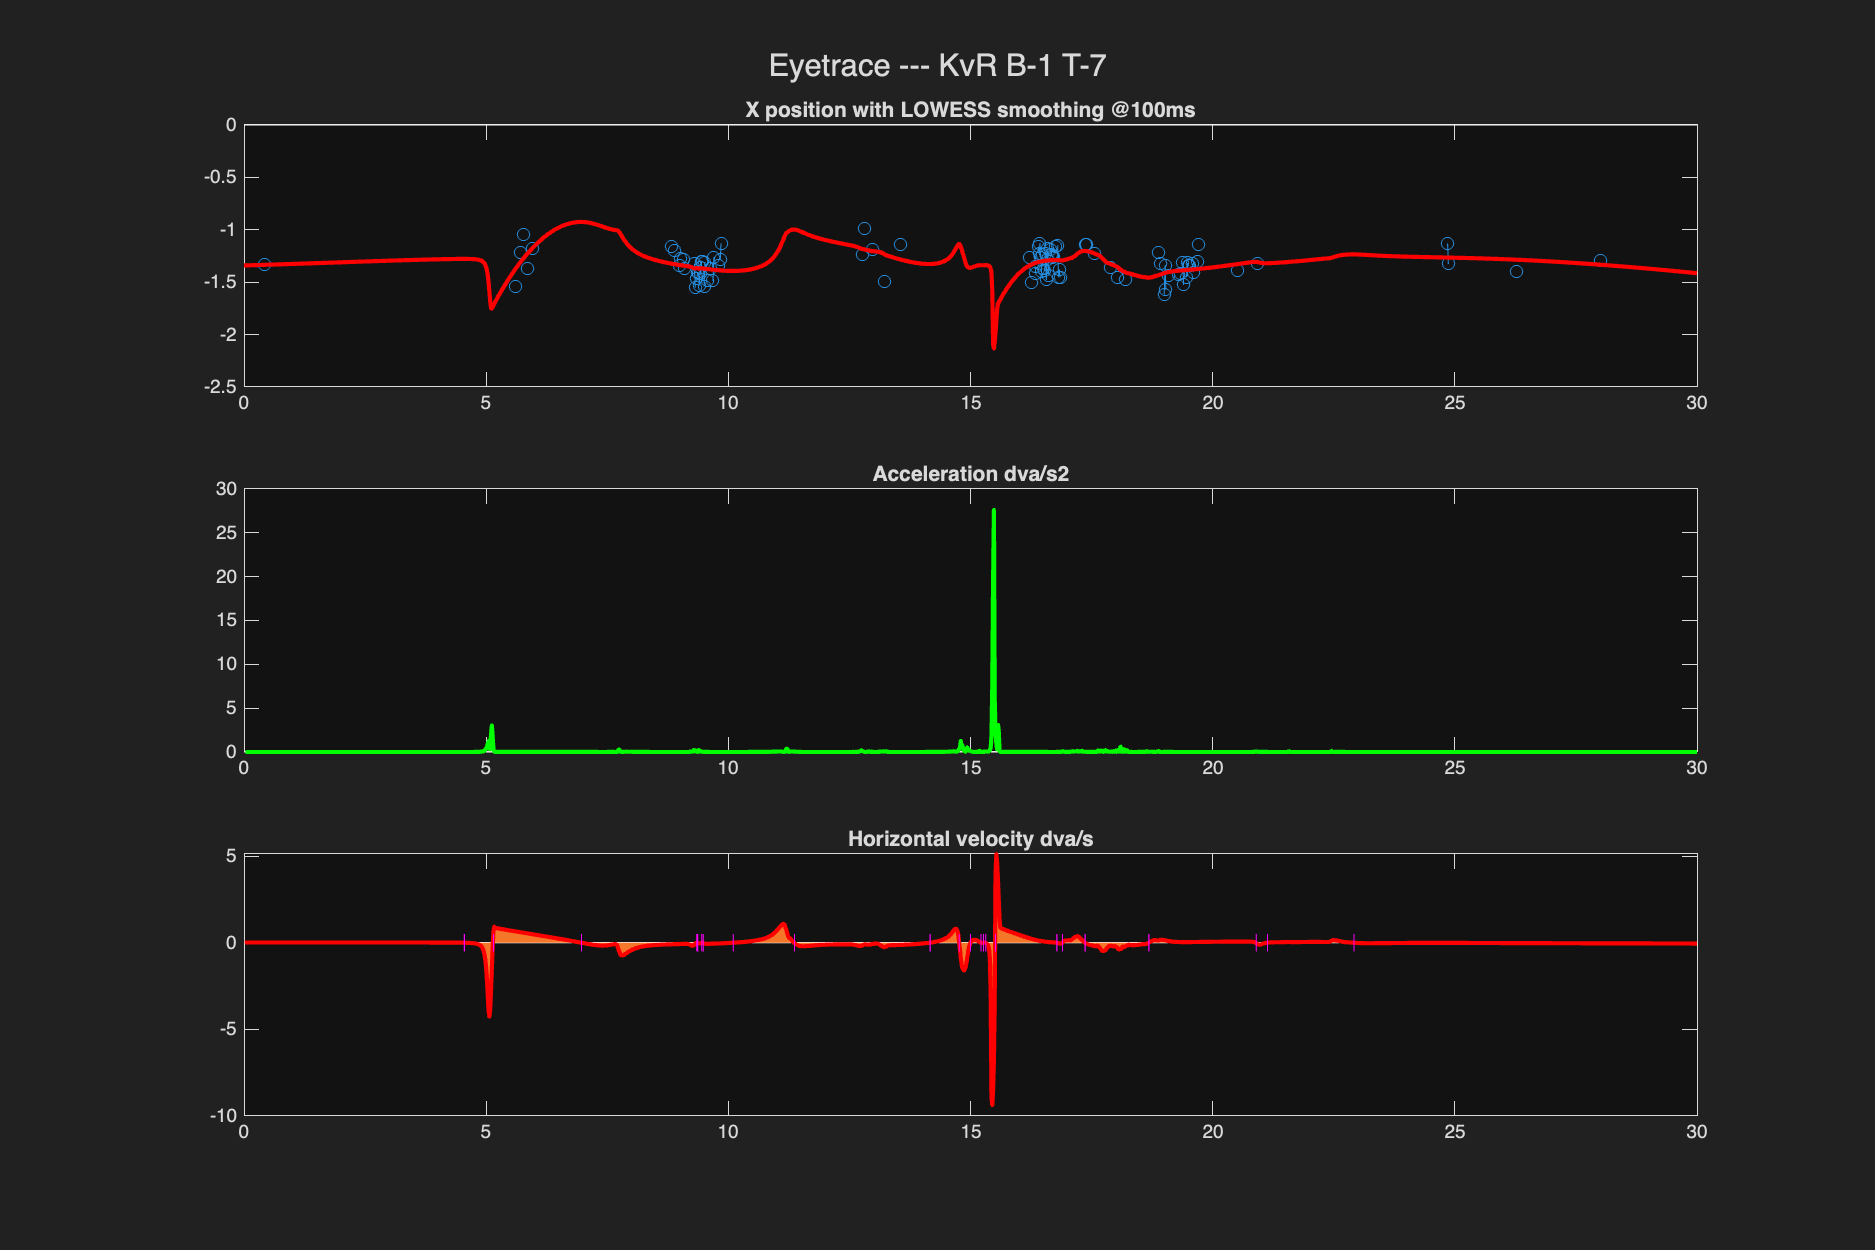 Eyetrace --- KvR B-1 T-7
X position with LOWESS smoothing @100ms
0
-0.5
-1
-1.5
-2
-2.5
0 5 10 15 20 25 30
Acceleration dva/s2
30
25
20
15
10
5
0
0 5 10 15 20 25 30
Horizontal velocity dva/s
5
0
-5
-10
0 5 10 15 20 25 30